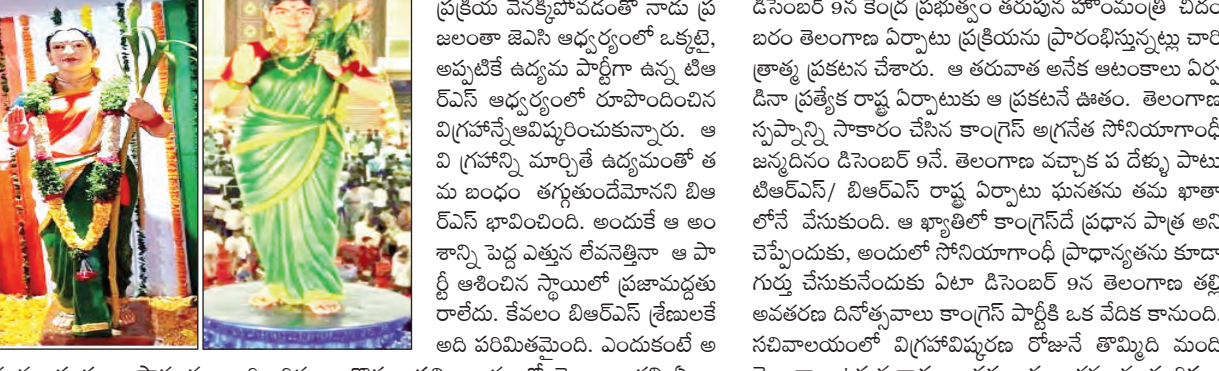 ప్రక్రియ వెనక్కిపోవడంతో నాడు ప్ర
జలంతా జెఎసి ఆధ్వర్యంలో ఒక్కటై,
అప్పటికే ఉద్యమ పార్టీగా ఉన్న టిఆ
ర్ఎస్ ఆధ్వర్యంలో రూపొందించిన
విగ్రహాన్నేఆవిష్కరించుకున్నారు. ఆ
వి గ్రహాన్ని మార్చితే ఉద్యమంతో త
మ బంధం తగ్గుతుందేమోనని బిఆ
ర్ఎస్ భావించింది. అందుకే ఆ అం
శాన్ని పెద్ద ఎత్తున లేవనెత్తినా ఆ పా
ర్టీ ఆశించిన స్థాయిలో ప్రజామద్దతు
రాలేదు. కేవలం బిఆర్ఎస్ శ్రేణులకే
అది పరిమితమైంది. ఎందుకంటే అ
డిసెంబర్ 9న కేంద్ర ప్రభుత్వం తరుపున హోంమంత్రి చిదం
బరం తెలంగాణ ఏర్పాటు ప్రక్రియను ప్రారంభిస్తున్నట్లు చారి
త్రాత్మ ప్రకటన చేశారు. ఆ తరువాత అనేక ఆటంకాలు ఏర్ప
డినా ప్రత్యేక రాష్ట్ర ఏర్పాటుకు ఆ ప్రకటనే ఊతం. తెలంగాణ
స్వప్నాన్ని సాకారం చేసిన కాంగ్రెస్ అగ్రనేత సోనియాగాంధీ
జన్మదినం డిసెంబర్ 9నే. తెలంగాణ వచ్చాక ప దేళ్ళు పాటు
టిఆర్ఎస్/ బిఆర్ఎస్ రాష్ట్ర ఏర్పాటు ఘనతను తమ ఖాతా
లోనే వేసుకుంది. ఆ ఖ్యాతిలో కాంగ్రెస్‌దే ప్రధాన పాత్ర అని
చెప్పేందుకు, అందులో సోనియాగాంధీ ప్రాధాన్యతను కూడా
గుర్తు చేసుకునేందుకు ఏటా డిసెంబర్ 9న తెలంగాణ తల్లి
అవతరణ దినోత్సవాలు కాంగ్రెస్ పార్టీకి ఒక వేదిక కానుంది.
సచివాలయంలో విగ్రహావిష్కరణ రోజునే తొమ్మిది మంది